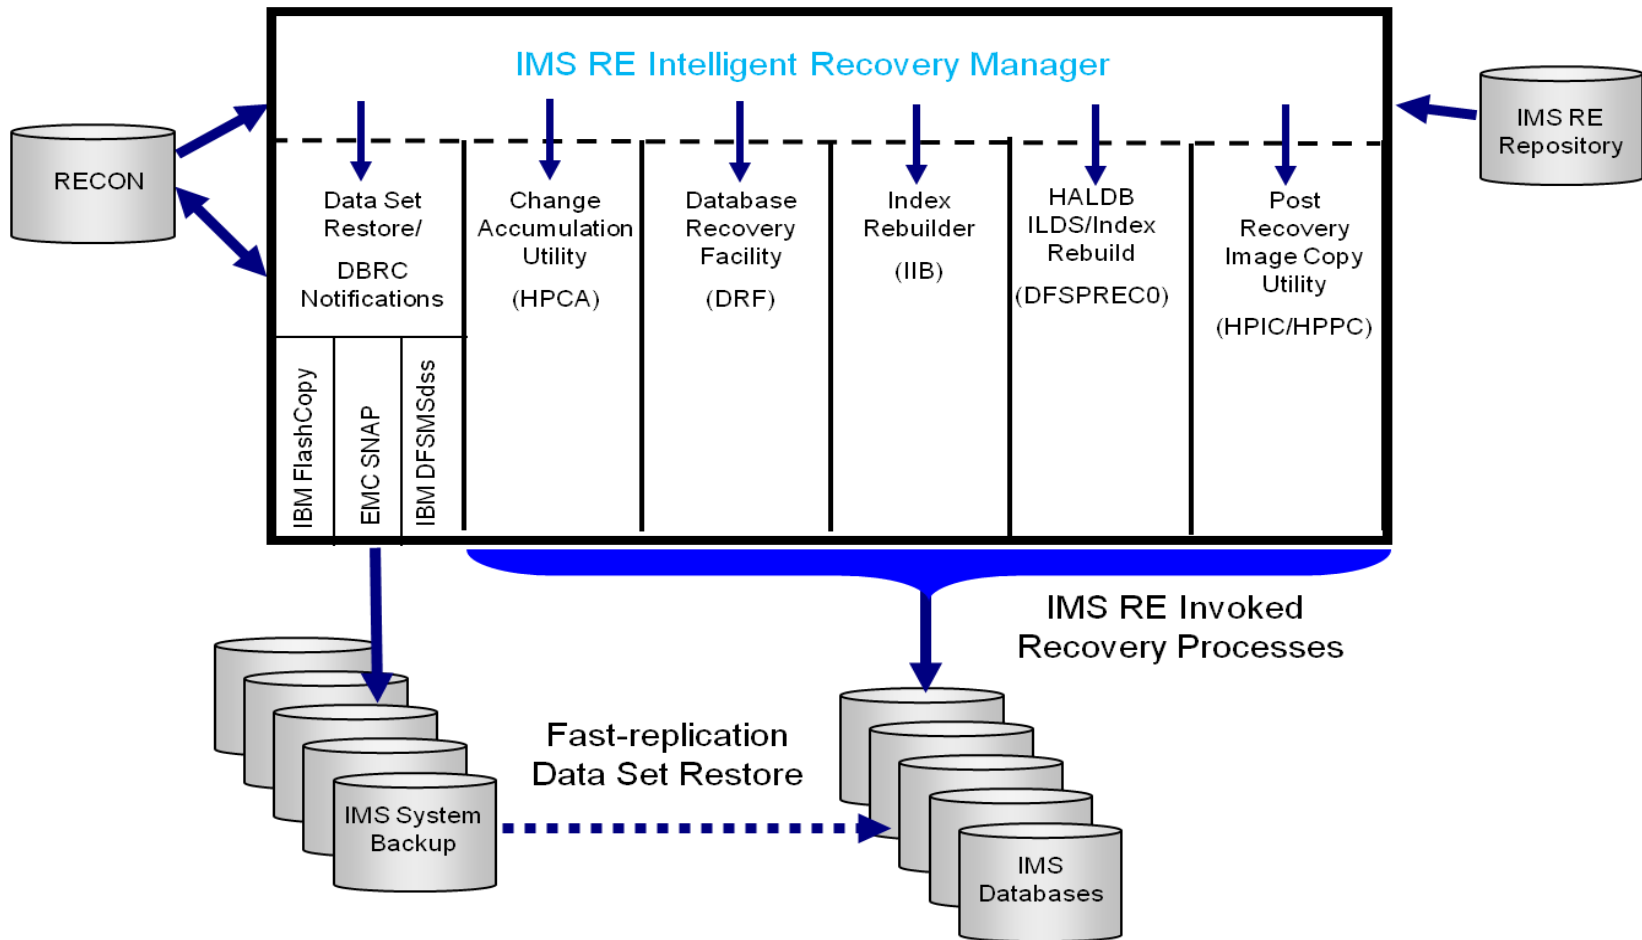 IMS RE Intelligent Recovery Manager
RECON
IMS RE
Repository
Data Set
Restore/
DBRC
Notifications
Change
Accumulation
Utility
(HPCA)
Database
Recovery
Facility
(DRF)
Index
Rebuilder
(IIB)
HALDB
ILDS/Index
Rebuild
(DFSPREC0)
Post
Recovery
Image Copy
Utility
(HPIC/HPPC)
IBM FlashCopy
EMC SNAP
IBM DFSMSdss
IMS RE Invoked
Recovery Processes
Fast-replication
Data Set Restore
IMS System
Backup
IMS
Databases